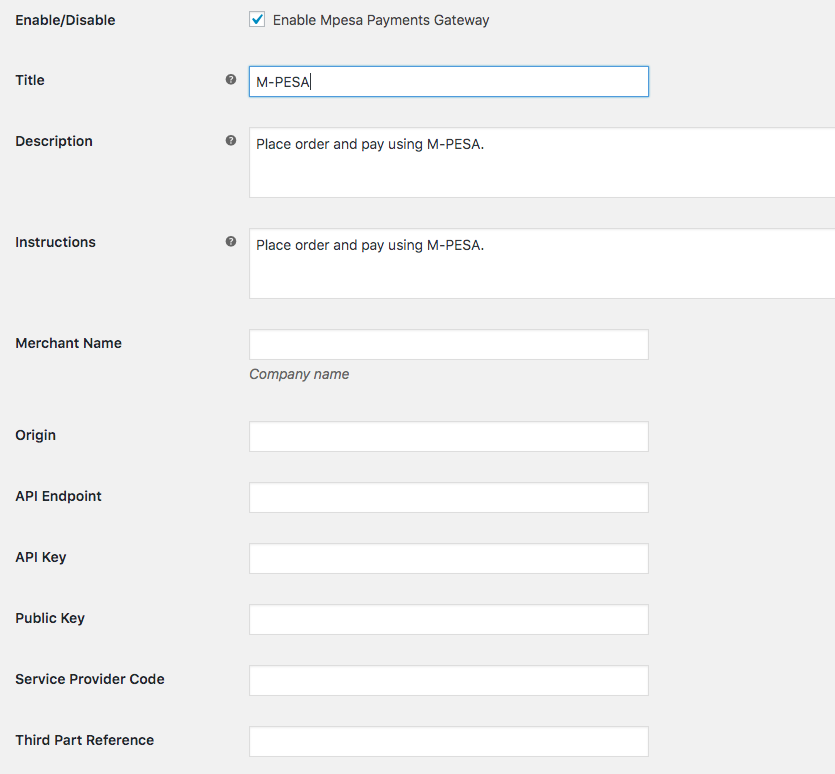 Enable/Disable
Enable Mpesa Payments Gateway
Title
M-PESA
Description
Place order and pay using M-PESA.
Instructions
Place order and pay using M-PESA.
Merchant Name
Company name
Origin
API Endpoint
API Key
Public Key
Service Provider Code
Third Part Reference